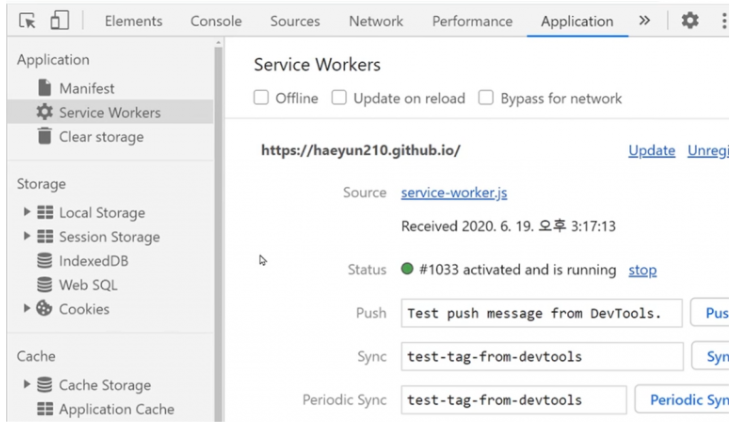 Elements Console Sources Network Performance Application »
Application
Manifest
Service Workers
Clear storage
Storage
Local Storage
Session Storage
IndexedDB
Web SQL
Cookies
Cache
Cache Storage
Application Cache
Service Workers
Offline Update on reload Bypass for network
https://haeyun210.github.io/ Update Unregi
Source service-worker.js
Received 2020. 6. 19. 오후 3:17:13
Status #1033 activated and is running stop
Push Test push message from DevTools. Pus
Sync test-tag-from-devtools Syn
Periodic Sync test-tag-from-devtools Periodic Syn